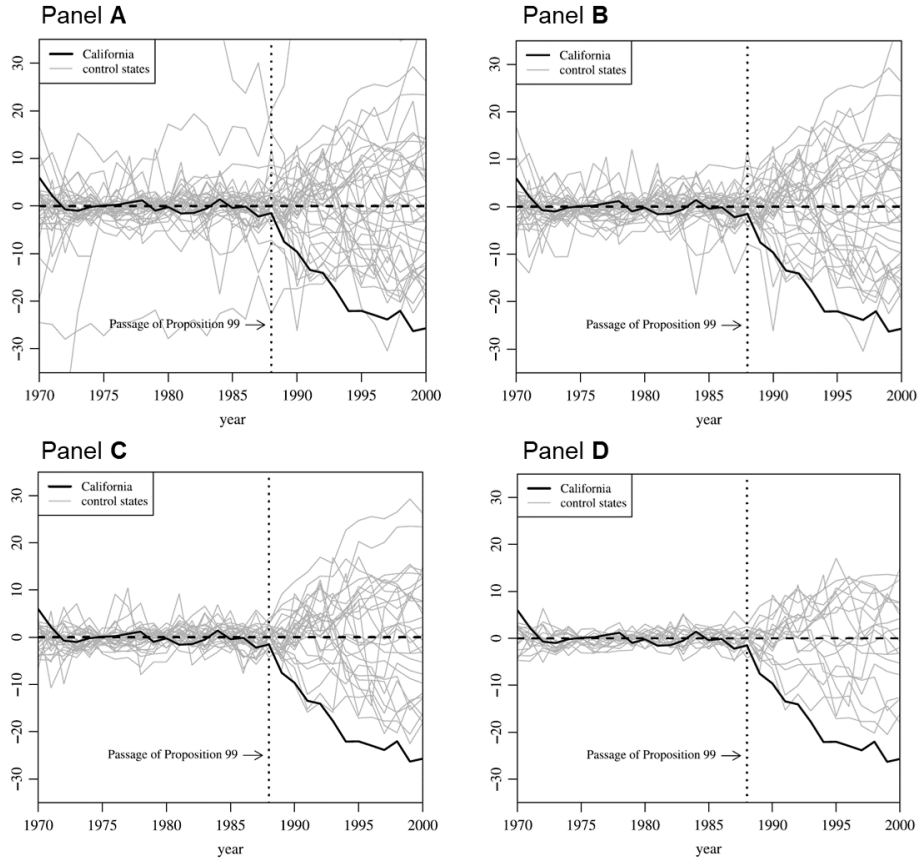 Panel A
California
control states
30
20
10
0
−10
−20
−30
Passage of Proposition 99
1970 1975 1980 1985 1990 1995 2000
year
Panel B
California
control states
30
20
10
0
−10
−20
−30
Passage of Proposition 99
1970 1975 1980 1985 1990 1995 2000
year
Panel C
California
control states
30
20
10
0
−10
−20
−30
Passage of Proposition 99
1970 1975 1980 1985 1990 1995 2000
year
Panel D
California
control states
30
20
10
0
−10
−20
−30
Passage of Proposition 99
1970 1975 1980 1985 1990 1995 2000
year